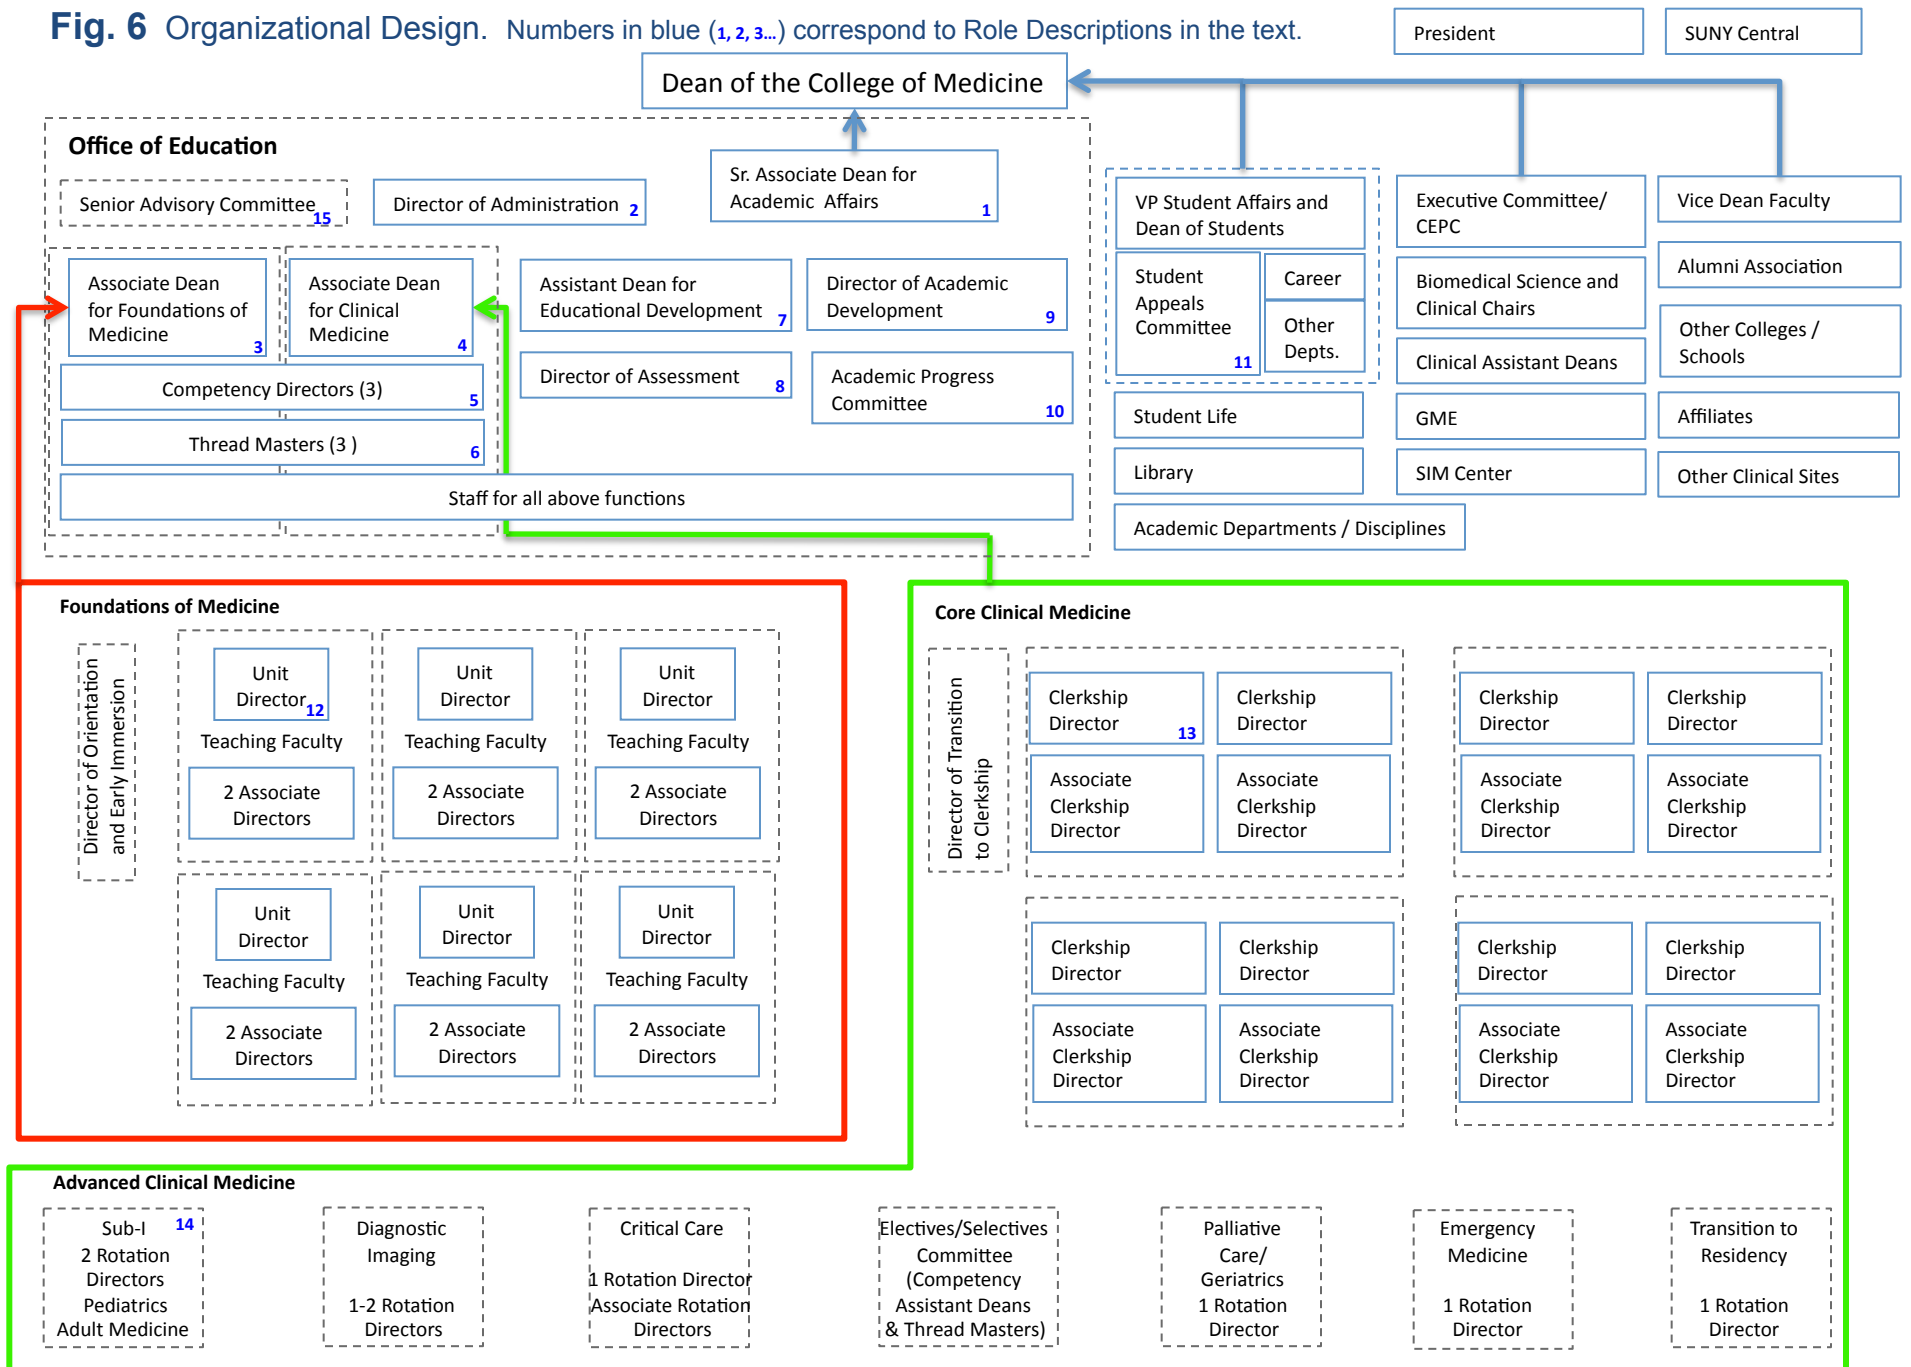 Fig. 6 Organizational Design. Numbers in blue (1, 2, 3...) correspond to Role Descriptions in the text.
President
SUNY Central
Dean of the College of Medicine
Office of Education
Senior Advisory Committee
15
Director of Administration 2
Sr. Associate Dean for
Academic Affairs
1
Associate Dean
for Foundations of
Medicine
3
Associate Dean
for Clinical
Medicine
4
Assistant Dean for
Educational Development 7
Director of Academic
Development
9
Director of Assessment
8
Academic Progress
Committee
10
Competency Directors (3)
5
Thread Masters (3 )
6
Staff for all above functions
VP Student Affairs and
Dean of Students
Student
Appeals
Committee
11
Career
Other
Depts.
Student Life
Library
Academic Departments / Disciplines
Executive Committee/
CEPC
Biomedical Science and
Clinical Chairs
Clinical Assistant Deans
GME
SIM Center
Vice Dean Faculty
Alumni Association
Other Colleges /
Schools
Affiliates
Other Clinical Sites
Foundations of Medicine
Director of Orientation
and Early Immersion
Unit
Director
12
Teaching Faculty
2 Associate
Directors
Unit
Director
Teaching Faculty
2 Associate
Directors
Unit
Director
Teaching Faculty
2 Associate
Directors
Unit
Director
Teaching Faculty
2 Associate
Directors
Unit
Director
Teaching Faculty
2 Associate
Directors
Unit
Director
Teaching Faculty
2 Associate
Directors
Core Clinical Medicine
Director of Transition
to Clerkship
Clerkship
Director
13
Clerkship
Director
Associate
Clerkship
Director
Associate
Clerkship
Director
Clerkship
Director
Clerkship
Director
Associate
Clerkship
Director
Associate
Clerkship
Director
Clerkship
Director
Clerkship
Director
Associate
Clerkship
Director
Associate
Clerkship
Director
Clerkship
Director
Clerkship
Director
Associate
Clerkship
Director
Associate
Clerkship
Director
Advanced Clinical Medicine
Sub-I 14
2 Rotation
Directors
Pediatrics
Adult Medicine
Diagnostic
Imaging
1-2 Rotation
Directors
Critical Care
1 Rotation Director
Associate Rotation
Directors
Electives/Selectives
Committee
(Competency
Assistant Deans
& Thread Masters)
Palliative
Care/
Geriatrics
1 Rotation
Director
Emergency
Medicine
1 Rotation
Director
Transition to
Residency
1 Rotation
Director